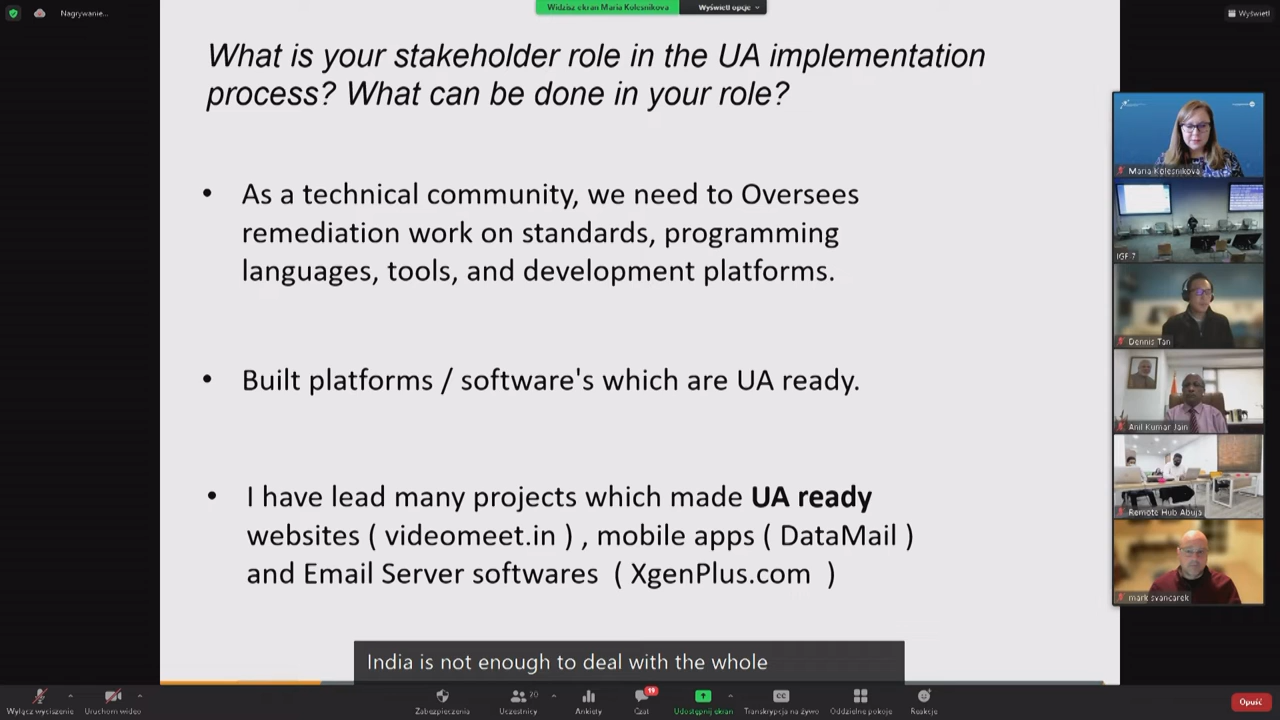 Nagrywanie...
Widzisz ekran Maria Kolesnikova
Wyświetl opcje
Wyświetl
What is your stakeholder role in the UA implementation
process? What can be done in your role?
• As a technical community, we need to Oversees
remediation work on standards, programming
languages, tools, and development platforms.
• Built platforms / software's which are UA ready.
• I have lead many projects which made UA ready
websites ( videomeet.in ) , mobile apps ( DataMail )
and Email Server softwares ( XgenPlus.com )
Maria Kolesnikova
IGF 7
Dennis Tan
Anil Kumar Jain
Remote Hub Abuja
mark svancarek
India is not enough to deal with the whole
Wyłącz wyciszenie
Uruchom wideo
Zabezpieczenia
20
Uczestnicy
Ankiety
19
Czat
Udostępnij ekran
CC
Transkrypcja na żywo
Oddzielne pokoje
Reakcje
Opuść